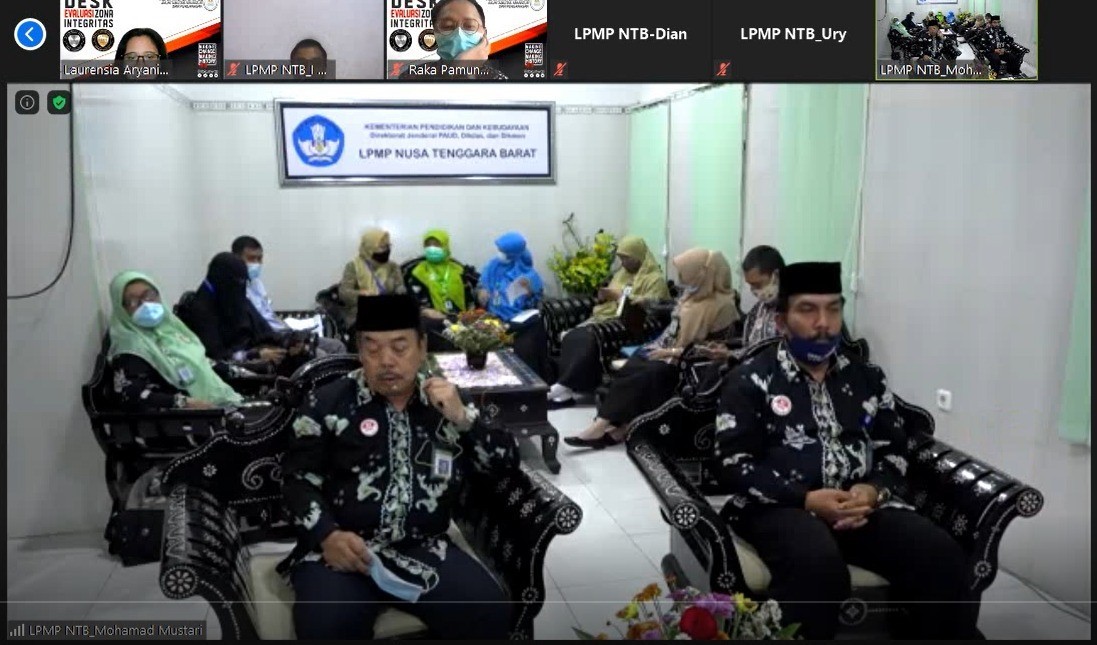 DESK
EVALUASI ZONA
INTEGRITAS
Laurensia Aryani...
LPMP NTB_I ...
DESK
EVALUASI ZONA
INTEGRITAS
Raka Pamun...
LPMP NTB-Dian
LPMP NTB_Ury
LPMP NTB_Moh...
KEMENTERIAN PENDIDIKAN DAN KEBUDAYAAN
Direktorat Jenderal PAUD, Dikdas, dan Dikmen
LPMP NUSA TENGGARA BARAT
LPMP NTB_Mohamad Mustari